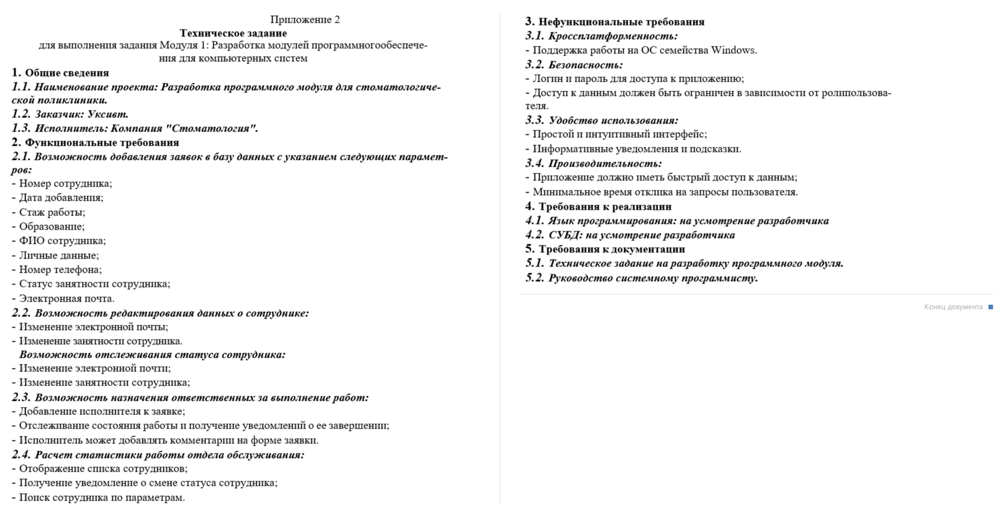 Приложение 2
Техническое задание
для выполнения задания Модуля 1: Разработка модулей программногообеспече-
ния для компьютерных систем
1. Общие сведения
1.1. Наименование проекта: Разработка программного модуля для стоматологиче-
ской поликлиники.
1.2. Заказчик: Уксивт.
1.3. Исполнитель: Компания "Стоматология".
2. Функциональные требования
2.1. Возможность добавления заявок в базу данных с указанием следующих парамет-
ров:
- Номер сотрудника;
- Дата добавления;
- Стаж работы;
- Образование;
- ФИО сотрудника;
- Личные данные;
- Номер телефона;
- Статус занятности сотрудника;
- Электронная почта.
2.2. Возможность редактирования данных о сотруднике:
- Изменение электронной почты;
- Изменение занятности сотрудника.
Возможность отслеживания статуса сотрудника:
- Изменение электронной почти;
- Изменение занятности сотрудника;
2.3. Возможность назначения ответственных за выполнение работ:
- Добавление исполнителя к заявке;
- Отслеживание состояния работы и получение уведомлений о ее завершении;
- Исполнитель может добавлять комментарии на форме заявки.
2.4. Расчет статистики работы отдела обслуживания:
- Отображение списка сотрудников;
- Получение уведомление о смене статуса сотрудника;
- Поиск сотрудника по параметрам.
3. Нефункциональные требования
3.1. Кроссплатформенность:
- Поддержка работы на ОС семейства Windows.
3.2. Безопасность:
- Логин и пароль для доступа к приложению;
- Доступ к данным должен быть ограничен в зависимости от ролипользова-
теля.
3.3. Удобство использования:
- Простой и интуитивный интерфейс;
- Информативные уведомления и подсказки.
3.4. Производительность:
- Приложение должно иметь быстрый доступ к данным;
- Минимальное время отклика на запросы пользователя.
4. Требования к реализации
4.1. Язык программирования: на усмотрение разработчика
4.2. СУБД: на усмотрение разработчика
5. Требования к документации
5.1. Техническое задание на разработку программного модуля.
5.2. Руководство системному программисту.
Конец документа